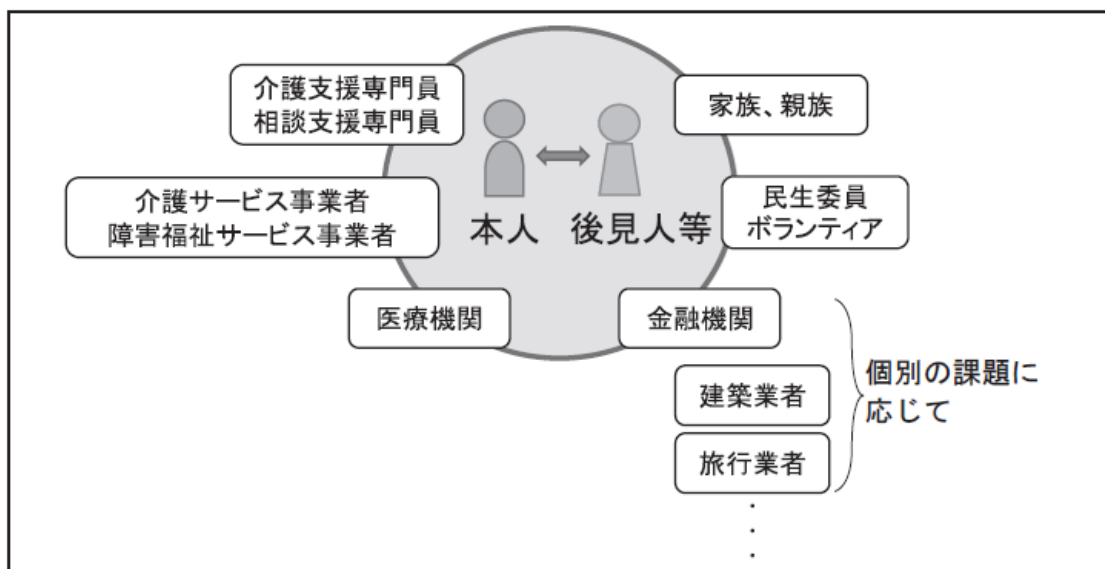 介護支援専門員
相談支援専門員
家族、親族
介護サービス事業者
障害福祉サービス事業者
民生委員
ボランティア
本人
後見人等
医療機関
金融機関
建築業者
旅行業者
個別の課題に
応じて